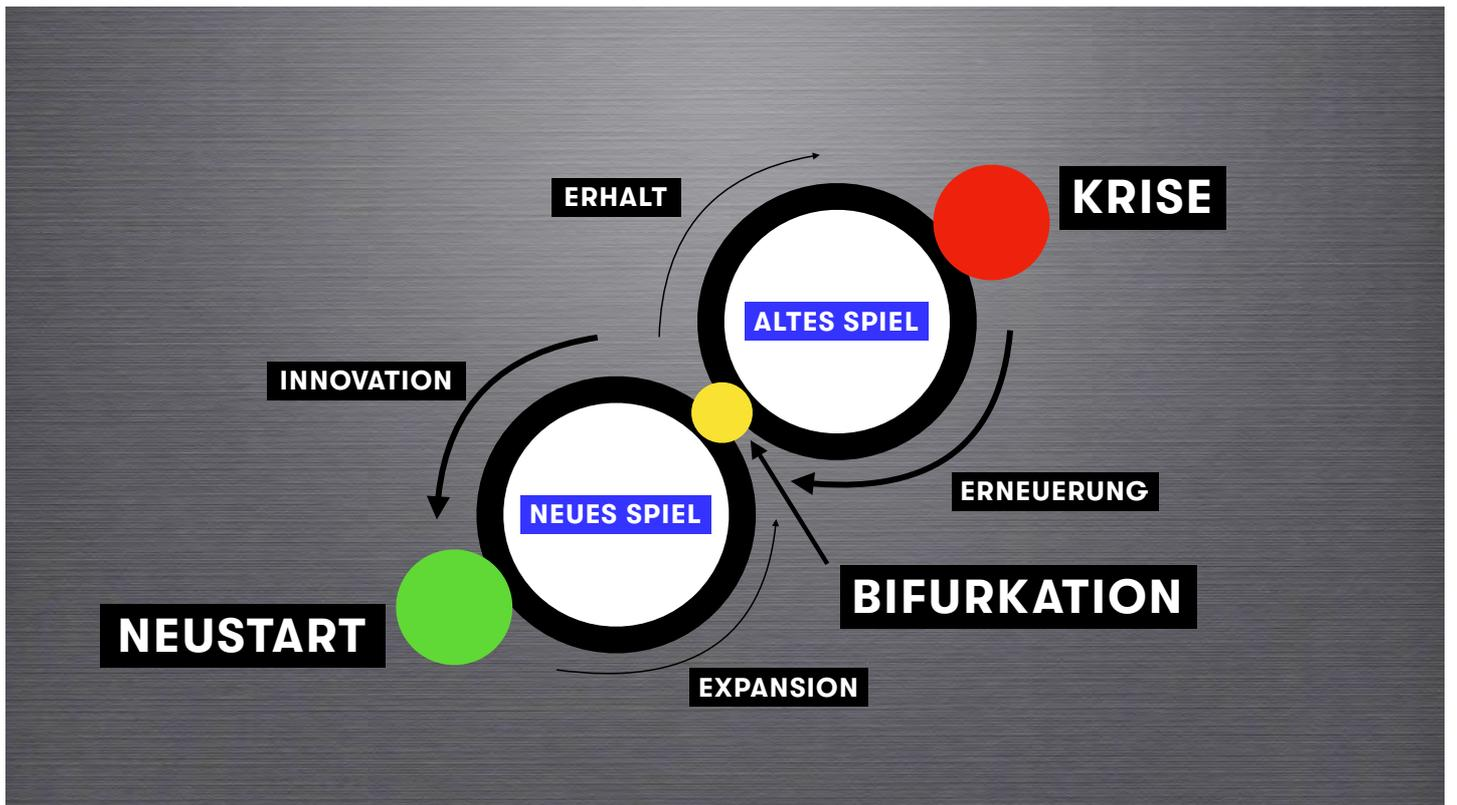 KRISE
ERHALT
ALTES SPIEL
INNOVATION
ERNEUERUNG
NEUES SPIEL
BIFURKATION
NEUSTART
EXPANSION